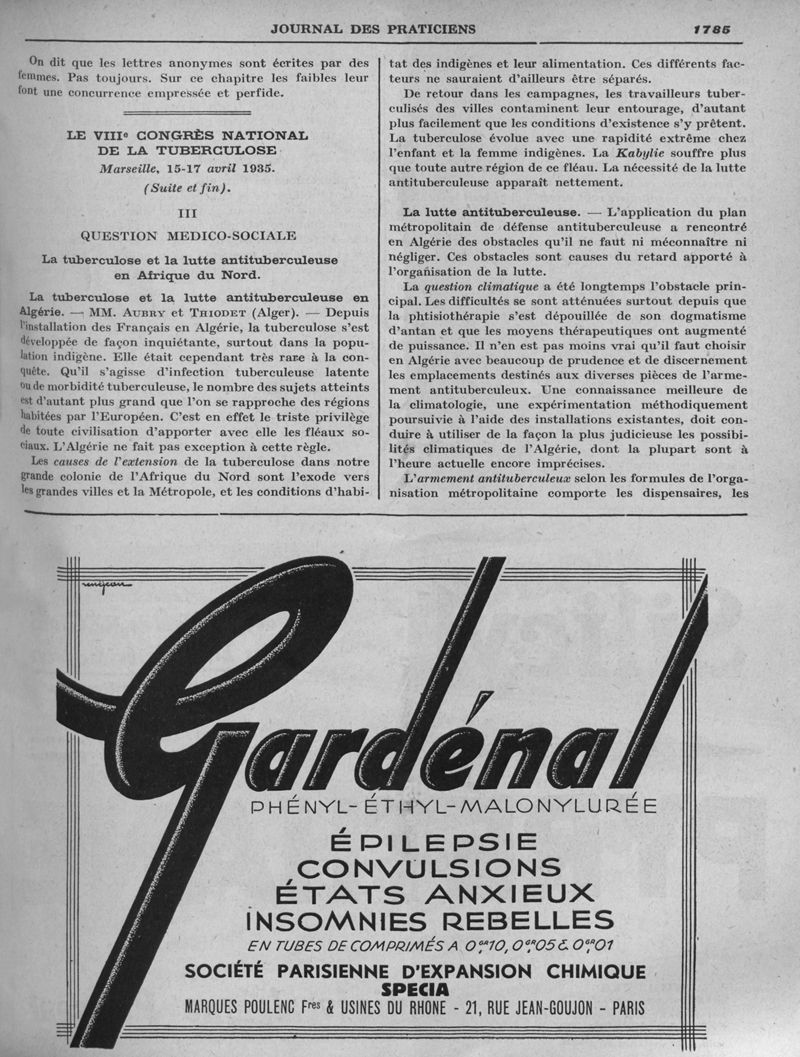 JOURNAL DES PRATICIENS
1785
On dit que les lettres anonymes sont écrites par des
femmes. Pas toujours. Sur ce chapitre les faibles leur
font une concurrence empressée et perfide.
LE VIIIe CONGRÈS NATIONAL
DE LA TUBERCULOSE
Marseille, 15-17 avril 1935.
(Suite et fin).
III
QUESTION MEDICO-SOCIALE
La tuberculose et la lutte antituberculeuse
en Afrique du Nord.
La tuberculose et la lutte antituberculeuse en
Algérie. — MM. AUBRY et THIODET (Alger). — Depuis
l'installation des Français en Algérie, la tuberculose s'est
développée de façon inquiétante, surtout dans la popu-
lation indigène. Elle était cependant très rare à la con-
quête. Qu'il s'agisse d'infection tuberculeuse latente
ou de morbidité tuberculeuse, le nombre des sujets atteints
est d'autant plus grand que l'on se rapproche des régions
habitées par l'Européen. C'est en effet le triste privilège
de toute civilisation d'apporter avec elle les fléaux so-
ciaux. L'Algérie ne fait pas exception à cette règle.
Les causes de l'extension de la tuberculose dans notre
grande colonie de l'Afrique du Nord sont l'exode vers
les grandes villes et la Métropole, et les conditions d'habi-
tat des indigènes et leur alimentation. Ces différents fac-
teurs ne sauraient d'ailleurs être séparés.
De retour dans les campagnes, les travailleurs tuber-
culisés des villes contaminent leur entourage, d'autant
plus facilement que les conditions d'existence s'y prêtent.
La tuberculose évolue avec une rapidité extrême chez
l'enfant et la femme indigènes. La Kabylie souffre plus
que toute autre région de ce fléau. La nécessité de la lutte
antituberculeuse apparaît nettement.
La lutte antituberculeuse. — L'application du plan
métropolitain de défense antituberculeuse a rencontré
en Algérie des obstacles qu'il ne faut ni méconnaître ni
négliger. Ces obstacles sont causes du retard apporté à
l'organisation de la lutte.
La question climatique a été longtemps l'obstacle prin-
cipal. Les difficultés se sont atténuées surtout depuis que
la phtisiothérapie s'est dépouillée de son dogmatisme
d'antan et que les moyens thérapeutiques ont augmenté
de puissance. Il n'en est pas moins vrai qu'il faut choisir
en Algérie avec beaucoup de prudence et de discernement
les emplacements destinés aux diverses pièces de l'arme-
ment antituberculeux. Une connaissance meilleure de
la climatologie, une expérimentation méthodiquement
poursuivie à l'aide des installations existantes, doit con-
duire à utiliser de la façon la plus judicieuse les possibi-
lités climatiques de l'Algérie, dont la plupart sont à
l'heure actuelle encore imprécises.
L'armement antituberculeux selon les formules de l'orga-
nisation métropolitaine comporte les dispensaires, les
Gardénal
PHÉNYL-ÉTHYL-MALONYLURÉE
ÉPILEPSIE
CONVULSIONS
ÉTATS ANXIEUX
INSOMNIES REBELLES
EN TUBES DE COMPRIMÉS A 0gr10, 0gr05 & 0gr01
SOCIÉTÉ PARISIENNE D'EXPANSION CHIMIQUE
SPECIA
MARQUES POULENC Fres & USINES DU RHONE - 21, RUE JEAN-GOUJON - PARIS